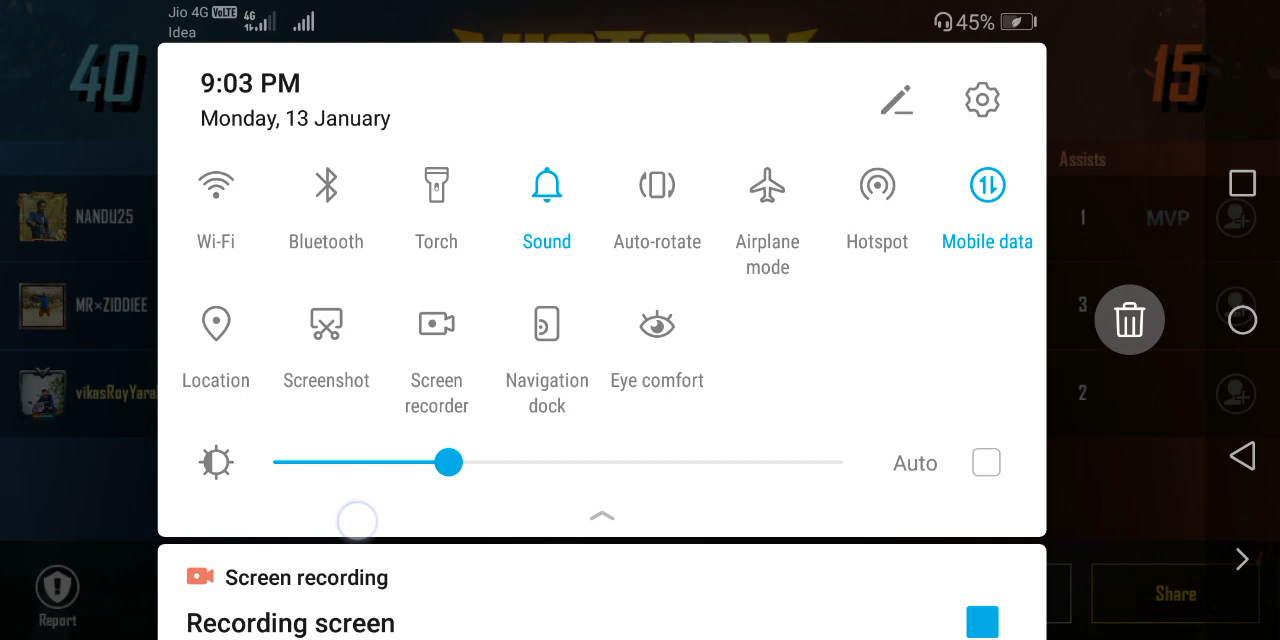 Jio 4G VoLTE 4G
Idea
45%
VICTORY
40
15
9:03 PM
Monday, 13 January
Wi-Fi
Bluetooth
Torch
Sound
Auto-rotate
Airplane
mode
Hotspot
Mobile data
Location
Screenshot
Screen
recorder
Navigation
dock
Eye comfort
Auto
Assists
NANDU25
1 MVP
MR×ZIDDIEE
3
vikasRoyYara
2
Screen recording
Recording screen
Report
Share